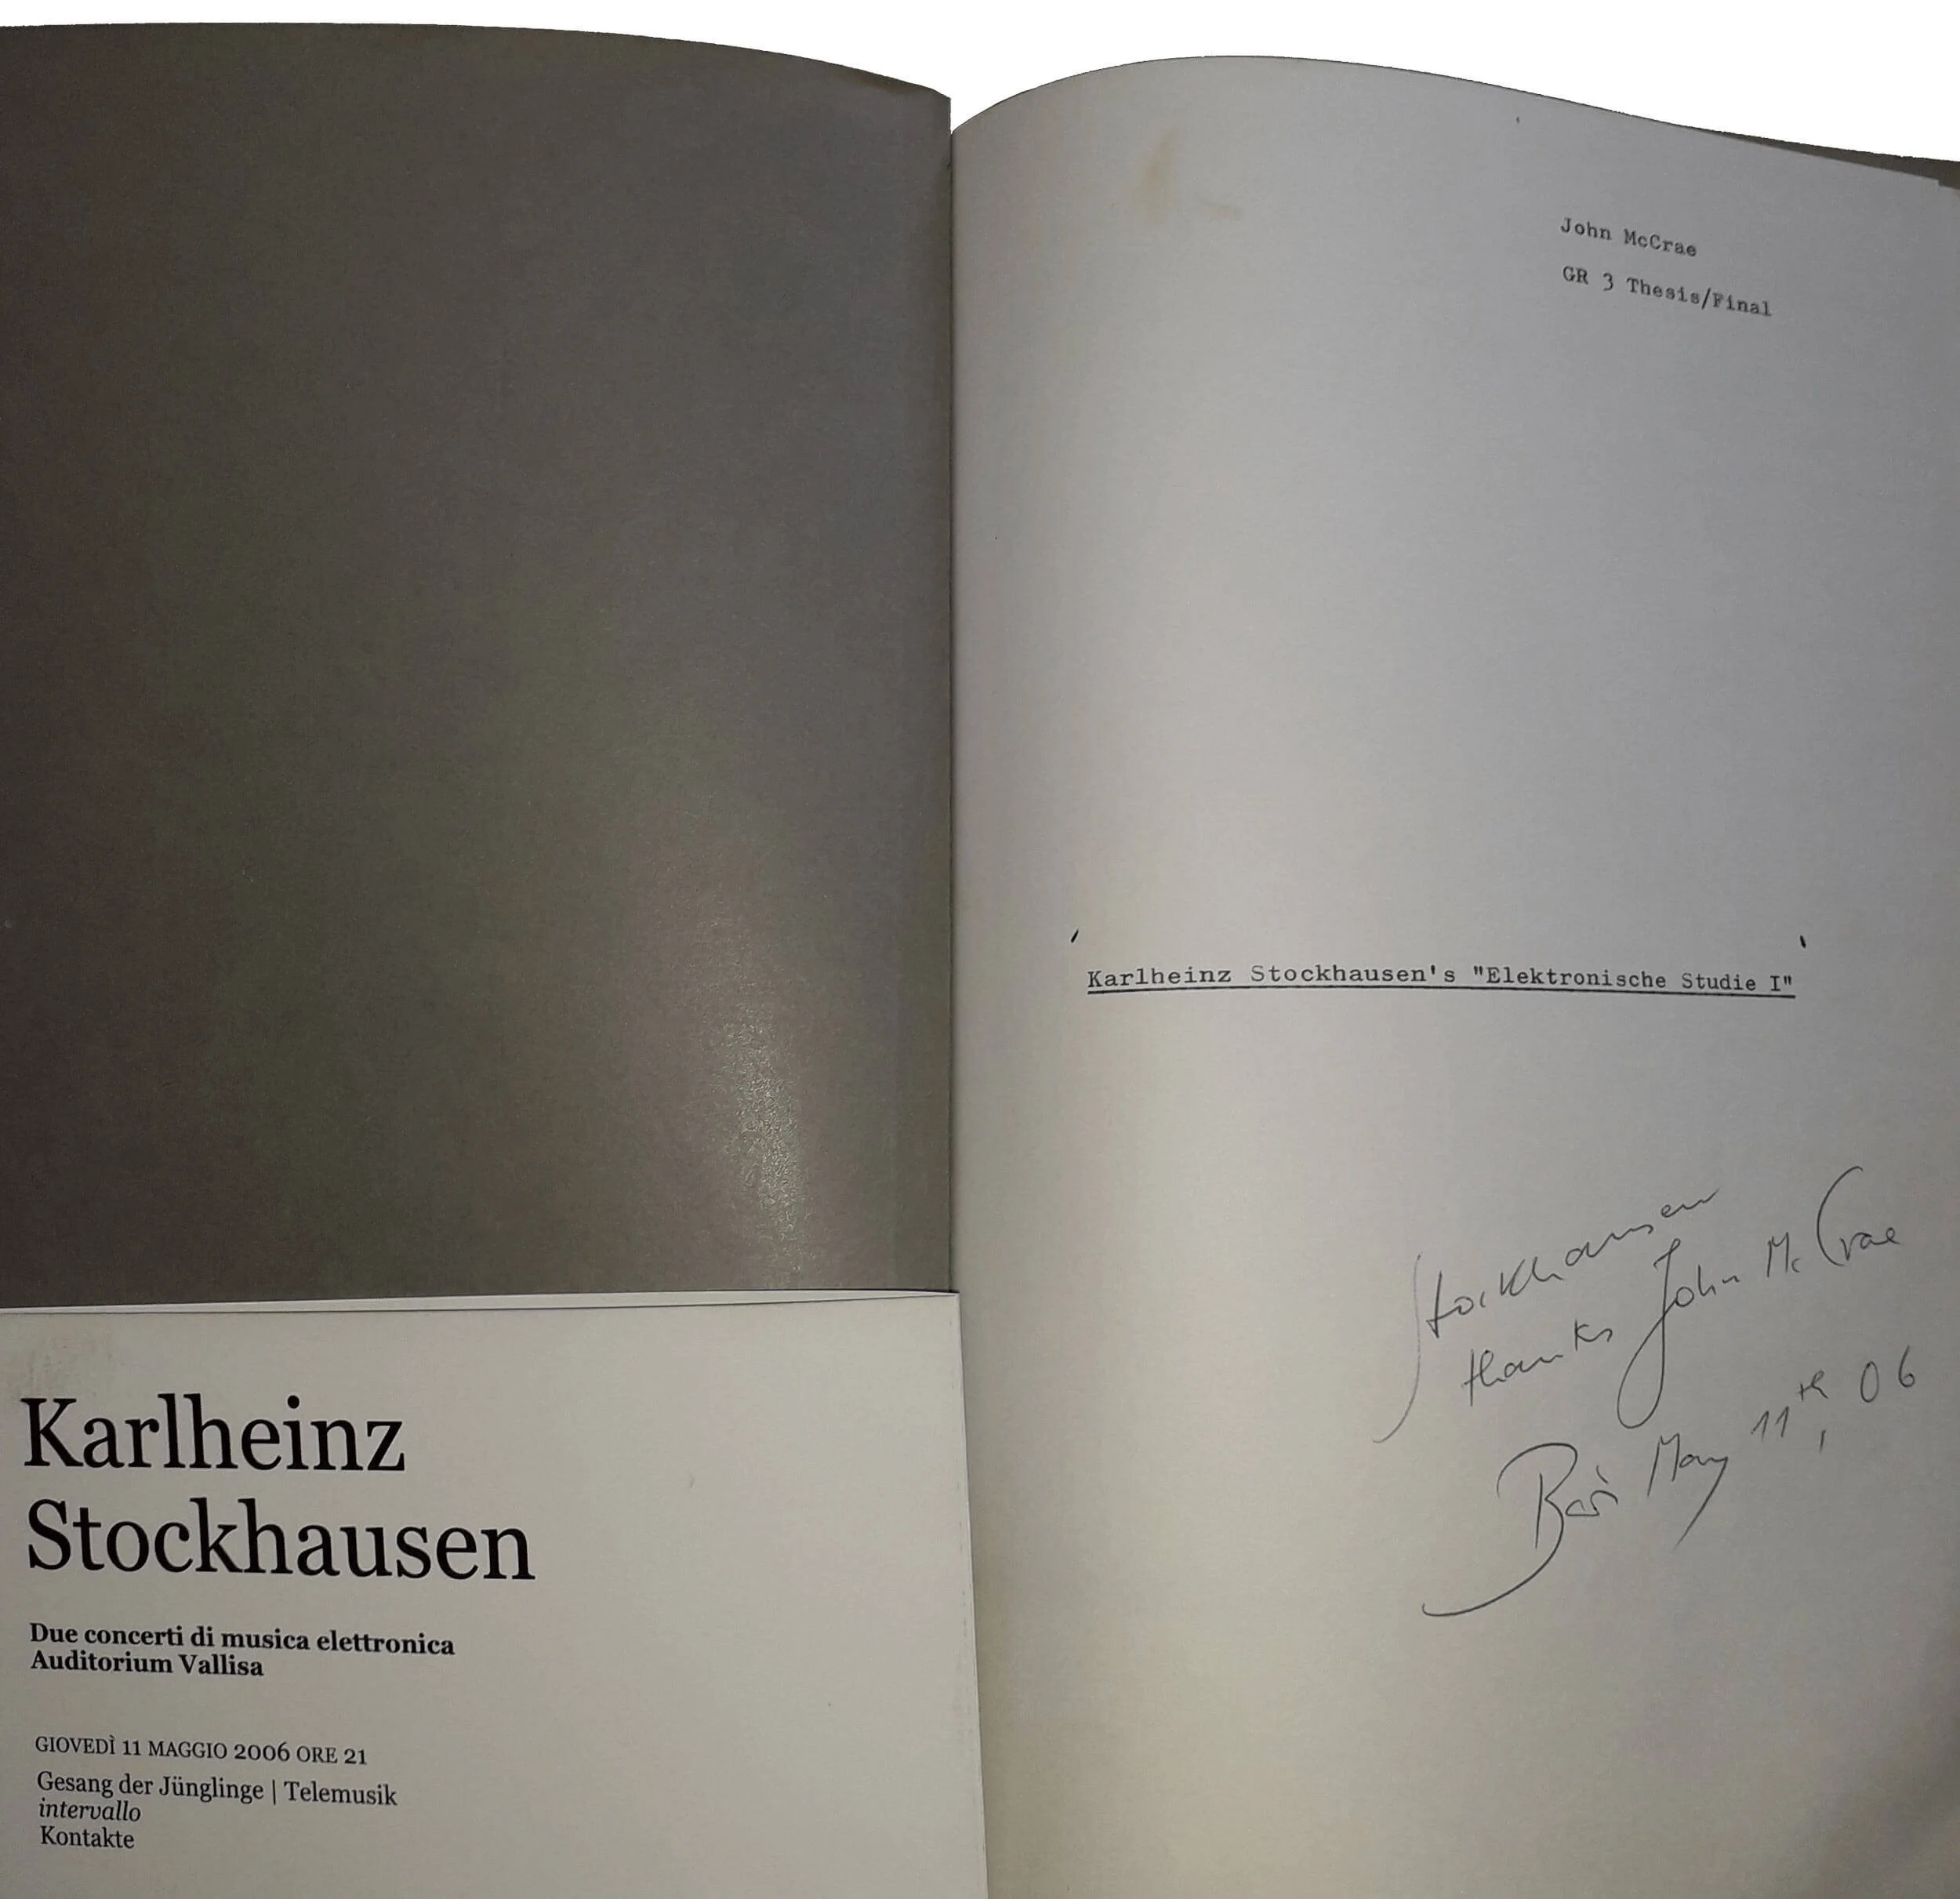 John McCrae
GR 3 Thesis/Final
Karlheinz Stockhausen's "Elektronische Studie I"
Stockhausen
thanks John McCrae
Bari May 11th, 06
Karlheinz
Stockhausen
Due concerti di musica elettronica
Auditorium Vallisa
GIOVEDÌ 11 MAGGIO 2006 ORE 21
Gesang der Jünglinge | Telemusik
intervallo
Kontakte